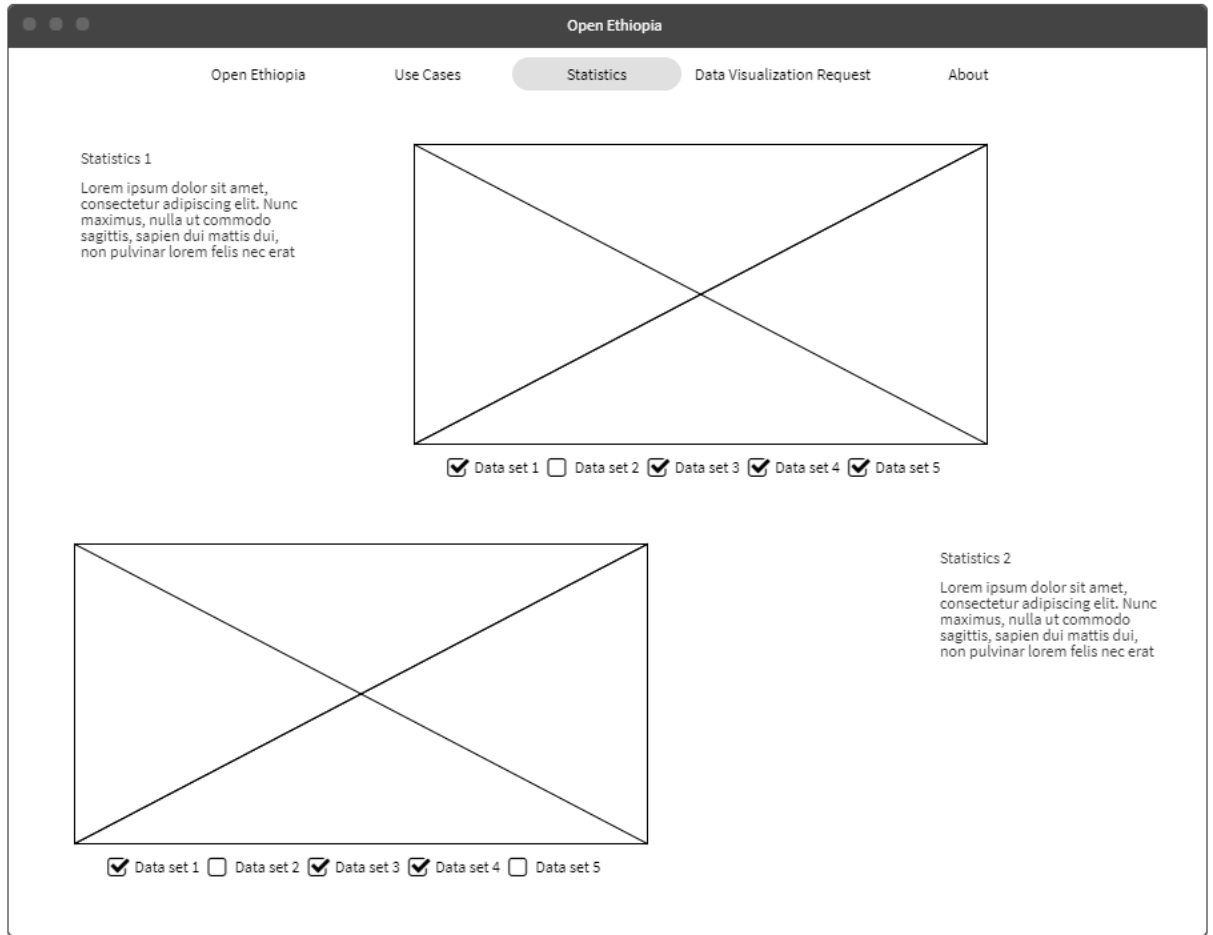 Open Ethiopia
Open Ethiopia Use Cases Statistics Data Visualization Request About
Statistics 1
Lorem ipsum dolor sit amet,
consectetur adipiscing elit. Nunc
maximus, nulla ut commodo
sagittis, sapien dui mattis dui,
non pulvinar lorem felis nec erat
Data set 1 Data set 2 Data set 3 Data set 4 Data set 5
Statistics 2
Lorem ipsum dolor sit amet,
consectetur adipiscing elit. Nunc
maximus, nulla ut commodo
sagittis, sapien dui mattis dui,
non pulvinar lorem felis nec erat
Data set 1 Data set 2 Data set 3 Data set 4 Data set 5